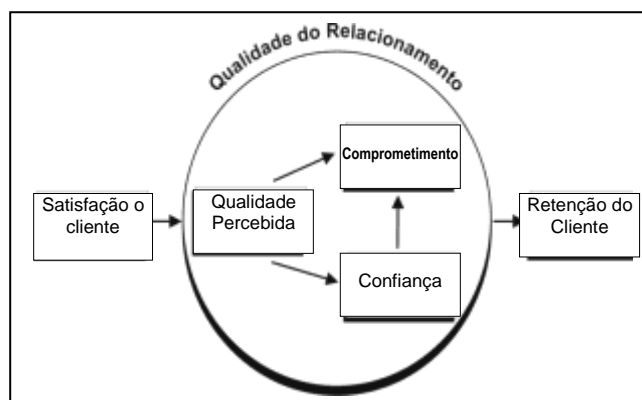 Qualidade do Relacionamento
Comprometimento
Satisfação o
cliente
Qualidade
Percebida
Retenção do
Cliente
Confiança